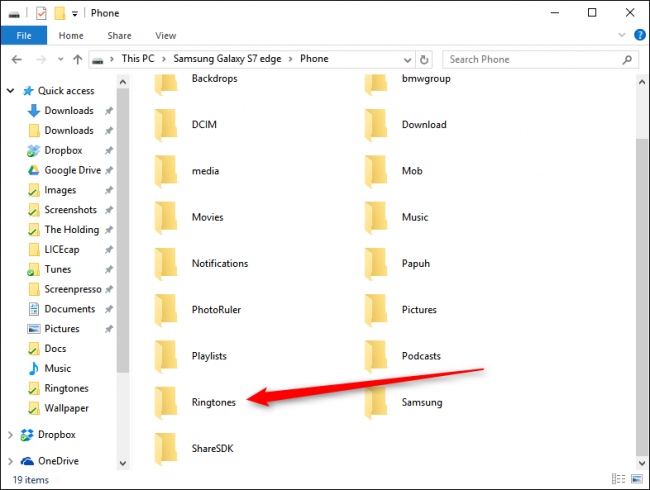 Phone
File Home Share View
This PC Samsung Galaxy S7 edge Phone
Search Phone
Quick access
Downloads
Downloads
Dropbox
Google Drive
Images
Screenshots
The Holding
LICEcap
Tunes
Screenpresso
Documents
Pictures
Docs
Music
Ringtones
Wallpaper
Dropbox
OneDrive
Backdrops bmwgroup
DCIM Download
media Mob
Movies Music
Notifications Papuh
PhotoRuler Pictures
Playlists Podcasts
Ringtones Samsung
ShareSDK
19 items